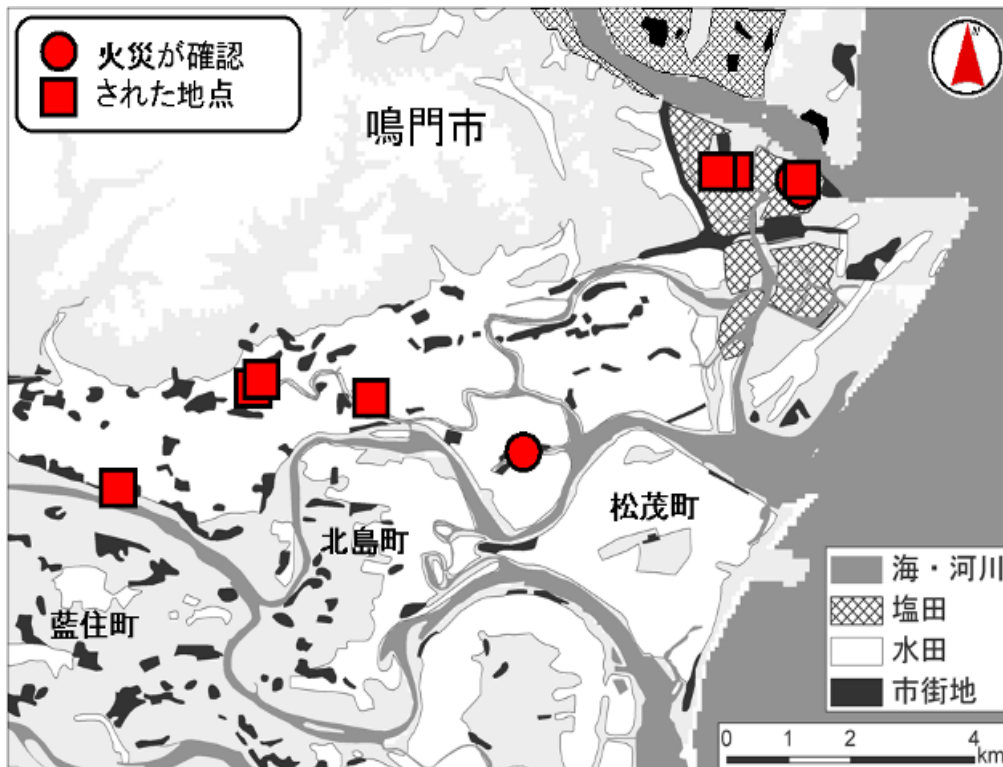 火災が確認
された地点
鳴門市
N
松茂町
北島町
藍住町
海・河川
塩田
水田
市街地
0 1 2 4
km